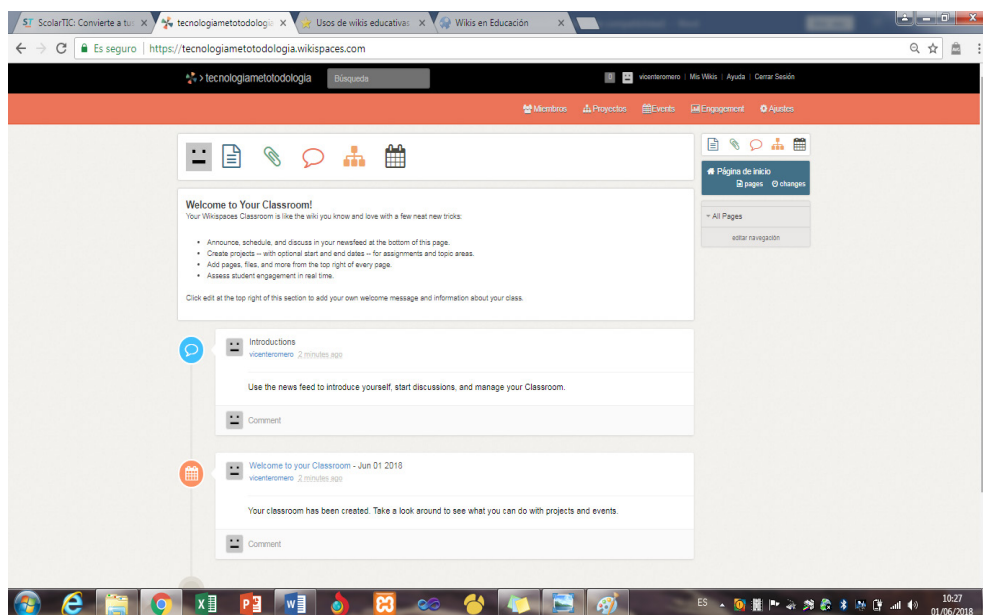 ScolarTIC: Convierte a tu
tecnologiametotodologia
Usos de wikis educativas
Wikis en Educación
Es seguro | https://tecnologiametotodologia.wikispaces.com
tecnologiametotodologia
Búsqueda
0 vicenteromero | Mis Wikis | Ayuda | Cerrar Sesión
Miembros Proyectos Events Engagement Ajustes
Página de inicio
pages changes
All Pages
editar navegación
Welcome to Your Classroom!
Your Wikispaces Classroom is like the wiki you know and love with a few neat new tricks:
• Announce, schedule, and discuss in your newsfeed at the bottom of this page.
• Create projects -- with optional start and end dates -- for assignments and topic areas.
• Add pages, files, and more from the top right of every page.
• Assess student engagement in real time.
Click edit at the top right of this section to add your own welcome message and information about your class.
Introductions
vicenteromero 2 minutes ago
Use the news feed to introduce yourself, start discussions, and manage your Classroom.
Comment
Welcome to your Classroom - Jun 01 2018
vicenteromero 2 minutes ago
Your classroom has been created. Take a look around to see what you can do with projects and events.
Comment
ES
10:27
01/06/2018